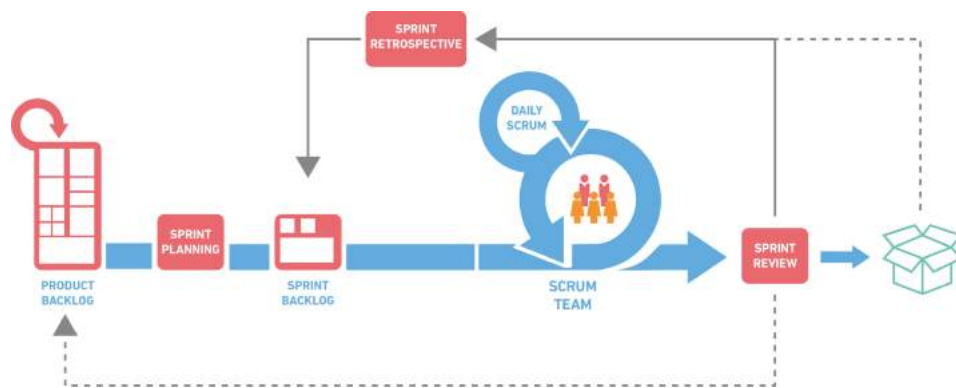 SPRINT
RETROSPECTIVE
DAILY
SCRUM
SPRINT
PLANNING
SPRINT
REVIEW
PRODUCT
BACKLOG
SPRINT
BACKLOG
SCRUM
TEAM